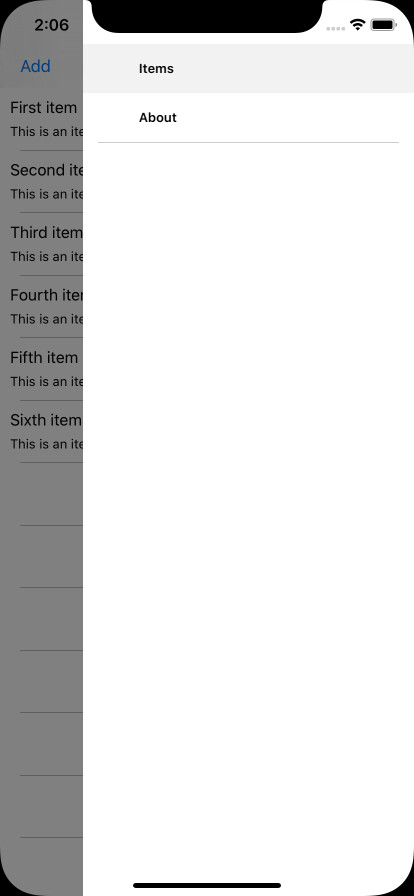 2:06
Add
First item
This is an ite
Second ite
This is an ite
Third item
This is an ite
Fourth iter
This is an ite
Fifth item
This is an ite
Sixth item
This is an ite
Items
About